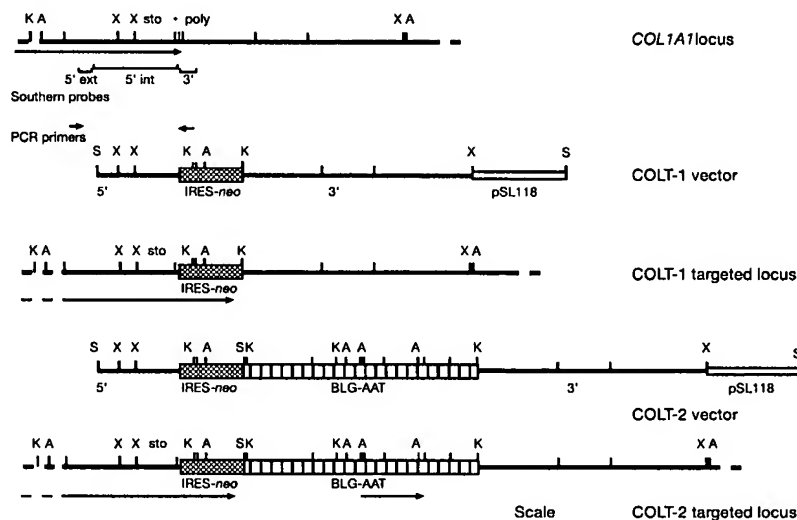 K A X X sto * poly X A
COL1A1 locus
5' ext 5' int 3'
Southern probes
PCR primers
S X X K A K X S
5' IRES-neo 3' pSL118
COLT-1 vector
K A X X sto K A K X A
IRES-neo
COLT-1 targeted locus
S X X K A SK KA A A K X S
5' IRES-neo BLG-AAT 3' pSL118
COLT-2 vector
K A X X sto K A SK KA A A K X A
IRES-neo BLG-AAT
Scale COLT-2 targeted locus